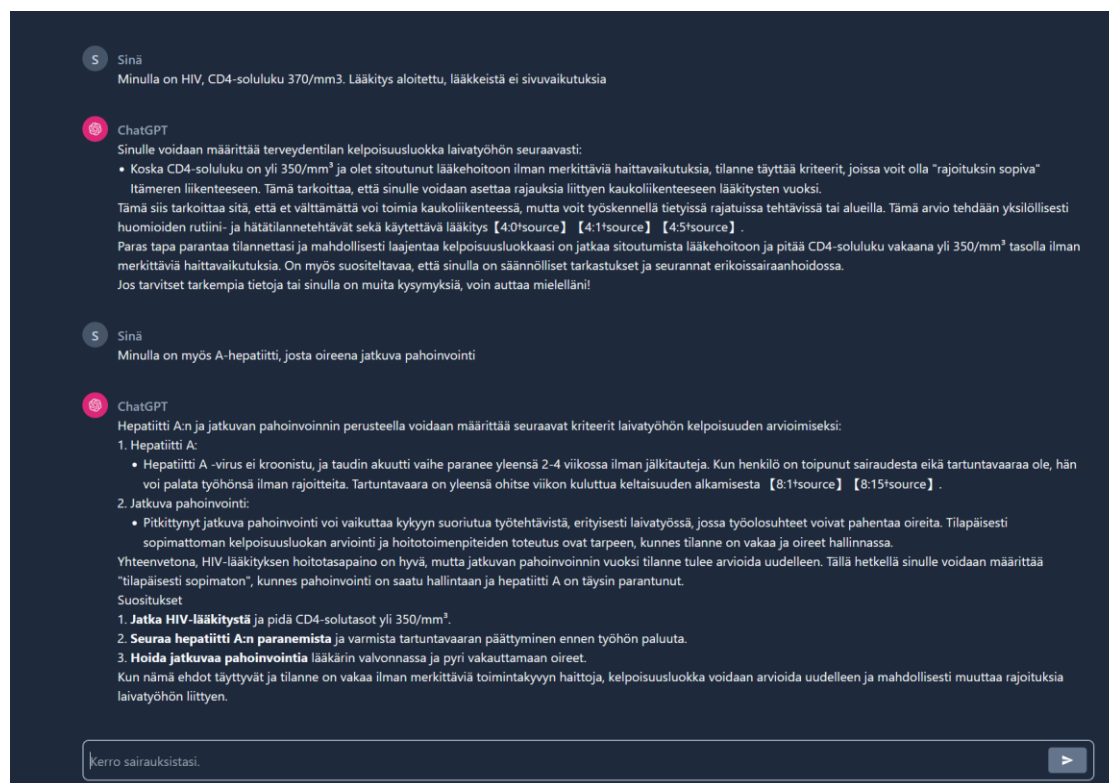 S Sinä
Minulla on HIV, CD4-soluluku 370/mm3. Lääkitys aloitettu, lääkkeistä ei sivuvaikutuksia
ChatGPT
Sinulle voidaan määrittää terveydentilan kelpoisuusluokka laivatyöhön seuraavasti:
• Koska CD4-soluluku on yli 350/mm³ ja olet sitoutunut lääkehoitoon ilman merkittäviä haittavaikutuksia, tilanne täyttää kriteerit, joissa voit olla "rajoituksin sopiva"
Itämeren liikenteeseen. Tämä tarkoittaa, että sinulle voidaan asettaa rajauksia liittyen kaukoliikenteeseen lääkitysten vuoksi.
Tämä siis tarkoittaa sitä, että et välttämättä voi toimia kaukoliikenteessä, mutta voit työskennellä tietyissä rajatuissa tehtävissä tai alueilla. Tämä arvio tehdään yksilöllisesti
huomioiden rutiini- ja hätätilannetehtävät sekä käytettävä lääkitys【4:0†source】【4:1†source】【4:5†source】.
Paras tapa parantaa tilannettasi ja mahdollisesti laajentaa kelpoisuusluokkaasi on jatkaa sitoutumista lääkehoitoon ja pitää CD4-soluluku vakaana yli 350/mm³ tasolla ilman
merkittäviä haittavaikutuksia. On myös suositeltavaa, että sinulla on säännölliset tarkastukset ja seurannat erikoissairaanhoidossa.
Jos tarvitset tarkempia tietoja tai sinulla on muita kysymyksiä, voin auttaa mielelläni!
S Sinä
Minulla on myös A-hepatiitti, josta oireena jatkuva pahoinvointi
ChatGPT
Hepatiitti A:n ja jatkuvan pahoinvoinnin perusteella voidaan määrittää seuraavat kriteerit laivatyöhön kelpoisuuden arvioimiseksi:
1. Hepatiitti A:
• Hepatiitti A -virus ei kroonistu, ja taudin akuutti vaihe paranee yleensä 2-4 viikossa ilman jälkitauteja. Kun henkilö on toipunut sairaudesta eikä tartuntavaaraa ole, hän
voi palata työhönsä ilman rajoitteita. Tartuntavaara on yleensä ohitse viikon kuluttua keltaisuuden alkamisesta 【8:1†source】【8:15†source】.
2. Jatkuva pahoinvointi:
• Pitkittynyt jatkuva pahoinvointi voi vaikuttaa kykyyn suoriutua työtehtävistä, erityisesti laivatyössä, jossa työolosuhteet voivat pahentaa oireita. Tilapäisesti
sopimattoman kelpoisuusluokan arviointi ja hoitotoimenpiteiden toteutus ovat tarpeen, kunnes tilanne on vakaa ja oireet hallinnassa.
Yhteenvetona, HIV-lääkityksen hoitotasapaino on hyvä, mutta jatkuvan pahoinvoinnin vuoksi tilanne tulee arvioida uudelleen. Tällä hetkellä sinulle voidaan määrittää
"tilapäisesti sopimaton", kunnes pahoinvointi on saatu hallintaan ja hepatiitti A on täysin parantunut.
Suositukset
1. Jatka HIV-lääkitystä ja pidä CD4-solutasot yli 350/mm³.
2. Seuraa hepatiitti A:n paranemista ja varmista tartuntavaaran päättyminen ennen työhön paluuta.
3. Hoida jatkuvaa pahoinvointia lääkärin valvonnassa ja pyri vakauttamaan oireet.
Kun nämä ehdot täyttyvät ja tilanne on vakaa ilman merkittäviä toimintakyvyn haittoja, kelpoisuusluokka voidaan arvioida uudelleen ja mahdollisesti muuttaa rajoituksia
laivatyöhön liittyen.
Kerro sairauksistasi.